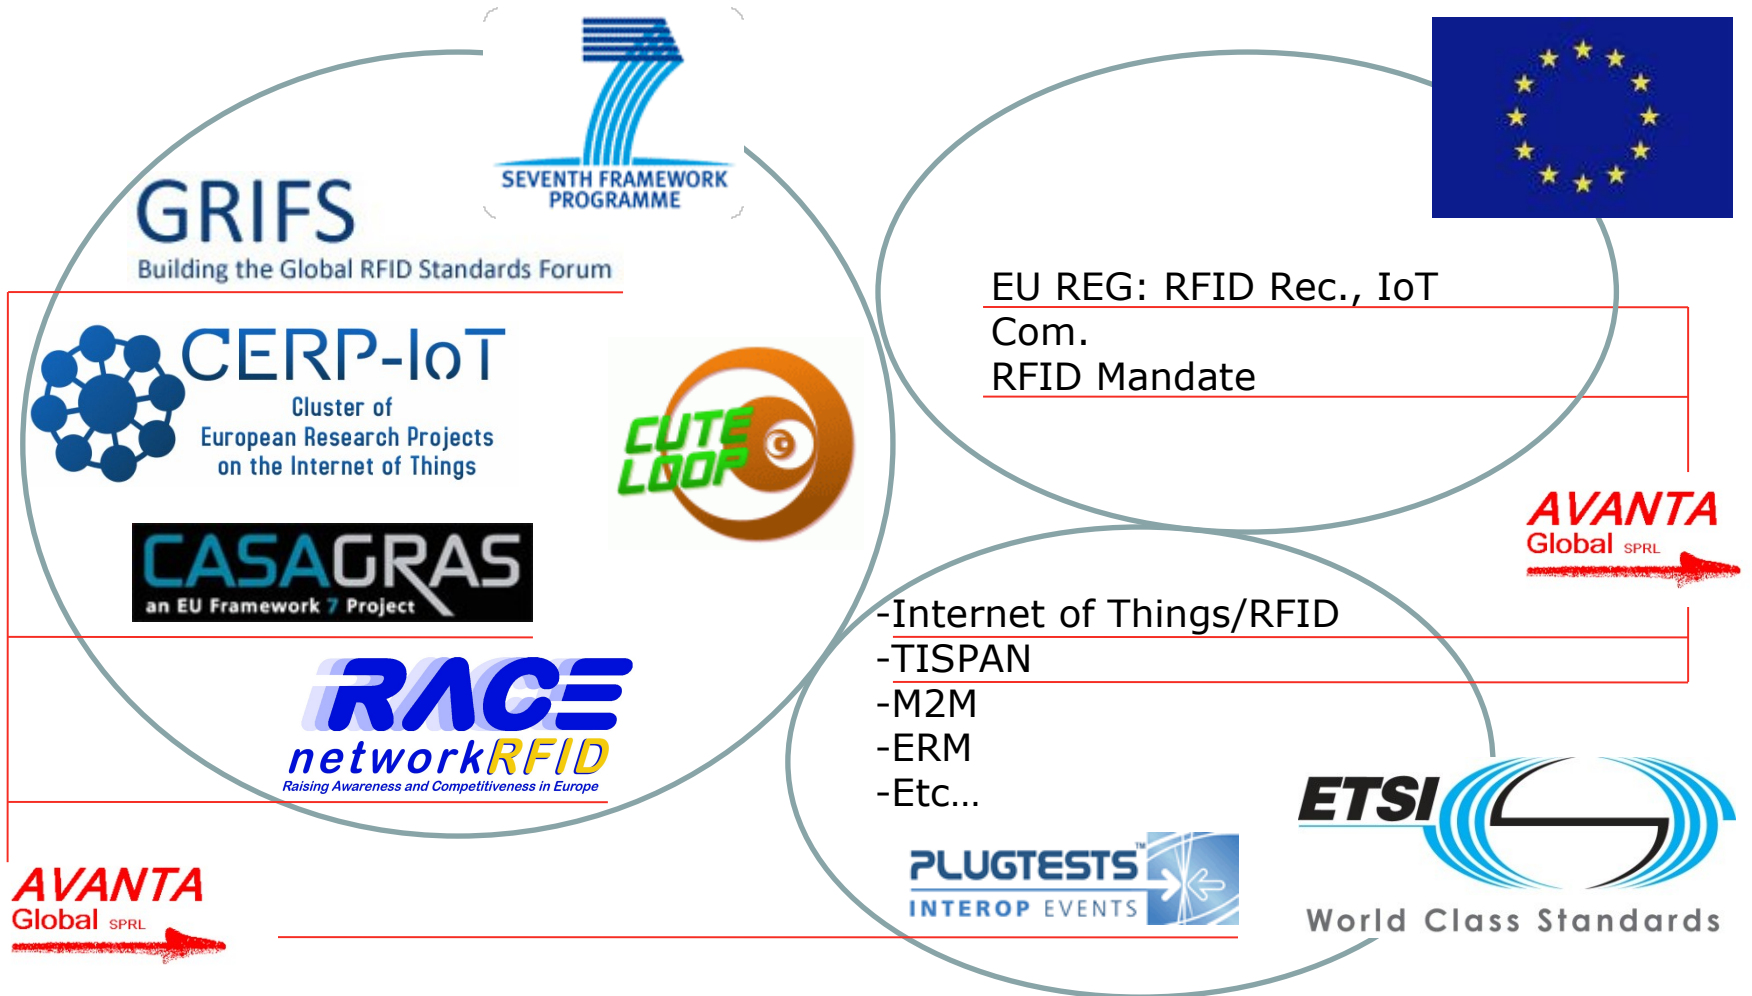 SEVENTH FRAMEWORK
PROGRAMME
GRIFS
Building the Global RFID Standards Forum
CERP-IoT
Cluster of
European Research Projects
on the Internet of Things
CUTE
LOOP
CASAGRAS
an EU Framework 7 Project
RACE
networkRFID
Raising Awareness and Competitiveness in Europe
AVANTA
Global SPRL
EU REG: RFID Rec., IoT
Com.
RFID Mandate
AVANTA
Global SPRL
-Internet of Things/RFID
-TISPAN
-M2M
-ERM
-Etc...
PLUGTESTS™
INTEROP EVENTS
ETSI
World Class Standards